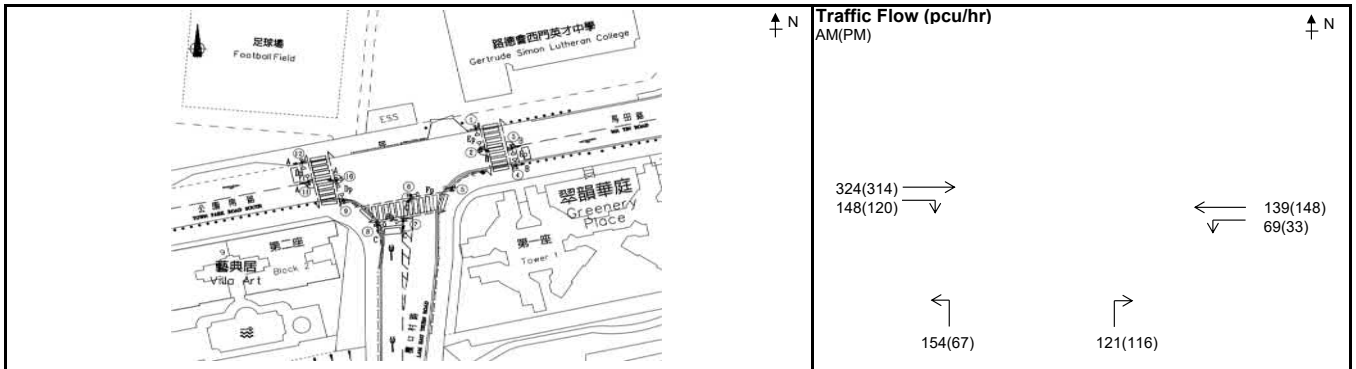 N
足球場
Football Field
路德會西門英才中學
Gertrude Simon Lutheran College
ESS
馬田路
MA TIN ROAD
公園南路
TOWN PARK ROAD SOUTH
翠韻華庭
Greenery
Place
第一座
Tower 1
第二座
Block 2
藝典居
Villa Art
Traffic Flow (pcu/hr)
AM(PM)
N
324(314)
148(120)
139(148)
69(33)
154(67)
121(116)